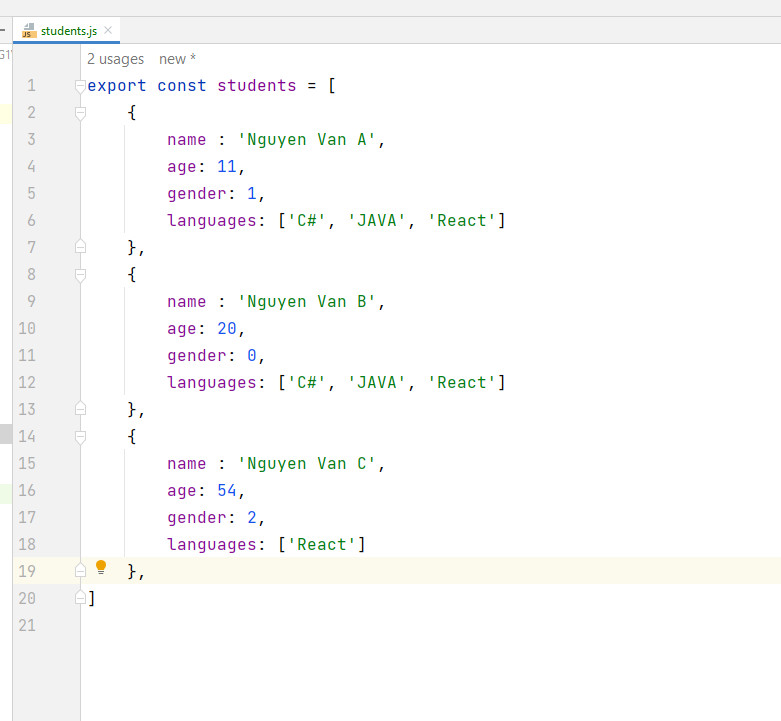 students.js
2 usages new *
1 export const students = [
2 {
3 name : 'Nguyen Van A',
4 age: 11,
5 gender: 1,
6 languages: ['C#', 'JAVA', 'React']
7 },
8 {
9 name : 'Nguyen Van B',
10 age: 20,
11 gender: 0,
12 languages: ['C#', 'JAVA', 'React']
13 },
14 {
15 name : 'Nguyen Van C',
16 age: 54,
17 gender: 2,
18 languages: ['React']
19 },
20 ]
21